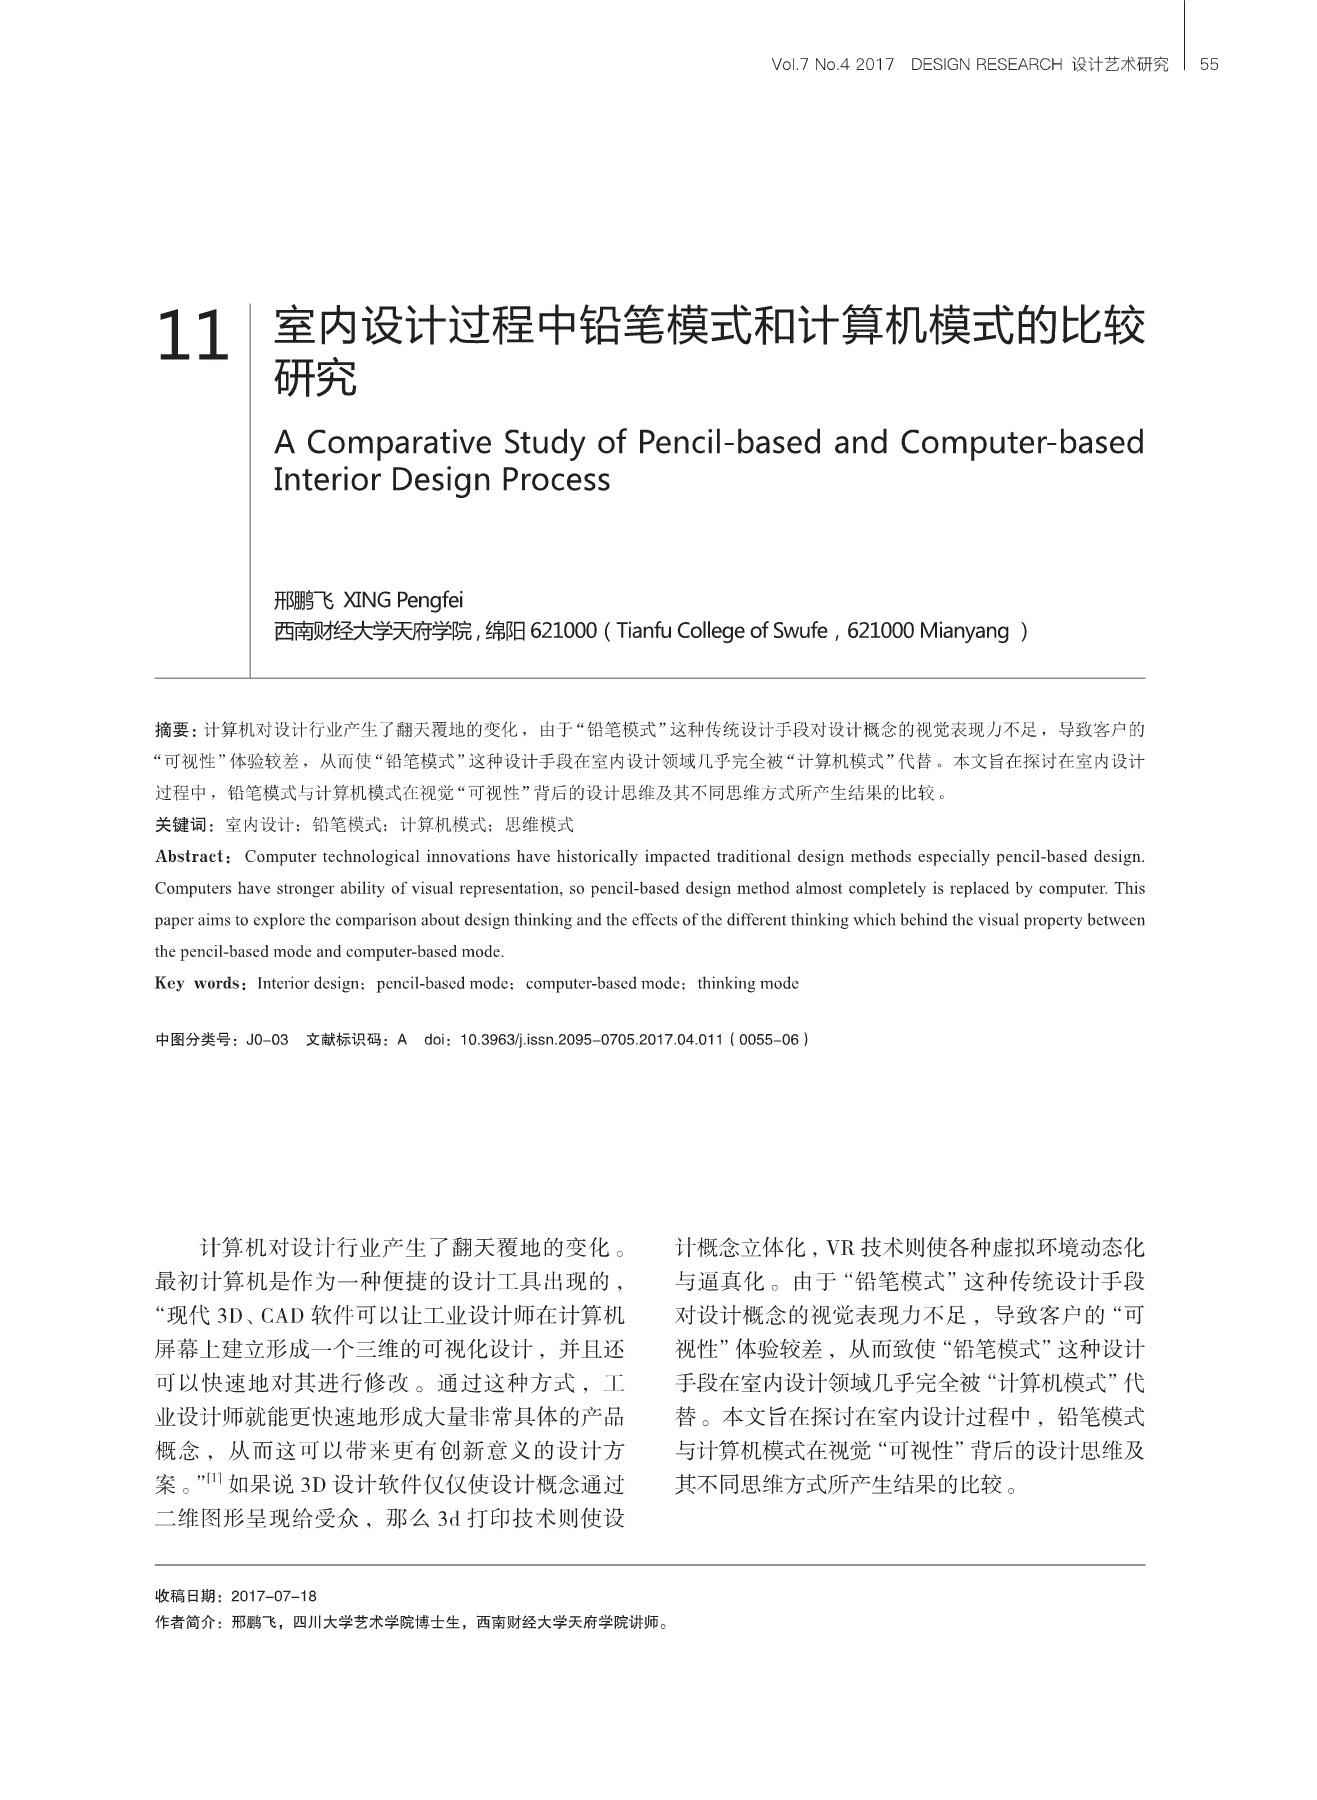 Vol.7 No.4 2017 DESIGN RESEARCH 设计艺术研究 55
11
室内设计过程中铅笔模式和计算机模式的比较
研究
A Comparative Study of Pencil-based and Computer-based
Interior Design Process
邢鹏飞 XING Pengfei
西南财经大学天府学院，绵阳 621000（Tianfu College of Swufe，621000 Mianyang ）
摘要：计算机对设计行业产生了翻天覆地的变化，由于“铅笔模式”这种传统设计手段对设计概念的视觉表现力不足，导致客户的
“可视性”体验较差，从而使“铅笔模式”这种设计手段在室内设计领域几乎完全被“计算机模式”代替。本文旨在探讨在室内设计
过程中，铅笔模式与计算机模式在视觉“可视性”背后的设计思维及其不同思维方式所产生结果的比较。
关键词：室内设计；铅笔模式；计算机模式；思维模式
Abstract：Computer technological innovations have historically impacted traditional design methods especially pencil-based design.
Computers have stronger ability of visual representation, so pencil-based design method almost completely is replaced by computer. This
paper aims to explore the comparison about design thinking and the effects of the different thinking which behind the visual property between
the pencil-based mode and computer-based mode.
Key words：Interior design；pencil-based mode；computer-based mode；thinking mode
中图分类号：J0-03 文献标识码：A doi：10.3963/j.issn.2095-0705.2017.04.011（0055-06）
计算机对设计行业产生了翻天覆地的变化。
最初计算机是作为一种便捷的设计工具出现的，
“现代 3D、CAD 软件可以让工业设计师在计算机
屏幕上建立形成一个三维的可视化设计，并且还
可以快速地对其进行修改。通过这种方式，工
业设计师就能更快速地形成大量非常具体的产品
概念，从而这可以带来更有创新意义的设计方
案。”[1] 如果说 3D 设计软件仅仅使设计概念通过
二维图形呈现给受众，那么 3d 打印技术则使设
计概念立体化，VR 技术则使各种虚拟环境动态化
与逼真化。由于“铅笔模式”这种传统设计手段
对设计概念的视觉表现力不足，导致客户的“可
视性”体验较差，从而致使“铅笔模式”这种设计
手段在室内设计领域几乎完全被“计算机模式”代
替。本文旨在探讨在室内设计过程中，铅笔模式
与计算机模式在视觉“可视性”背后的设计思维及
其不同思维方式所产生结果的比较。
收稿日期：2017-07-18
作者简介：邢鹏飞，四川大学艺术学院博士生，西南财经大学天府学院讲师。